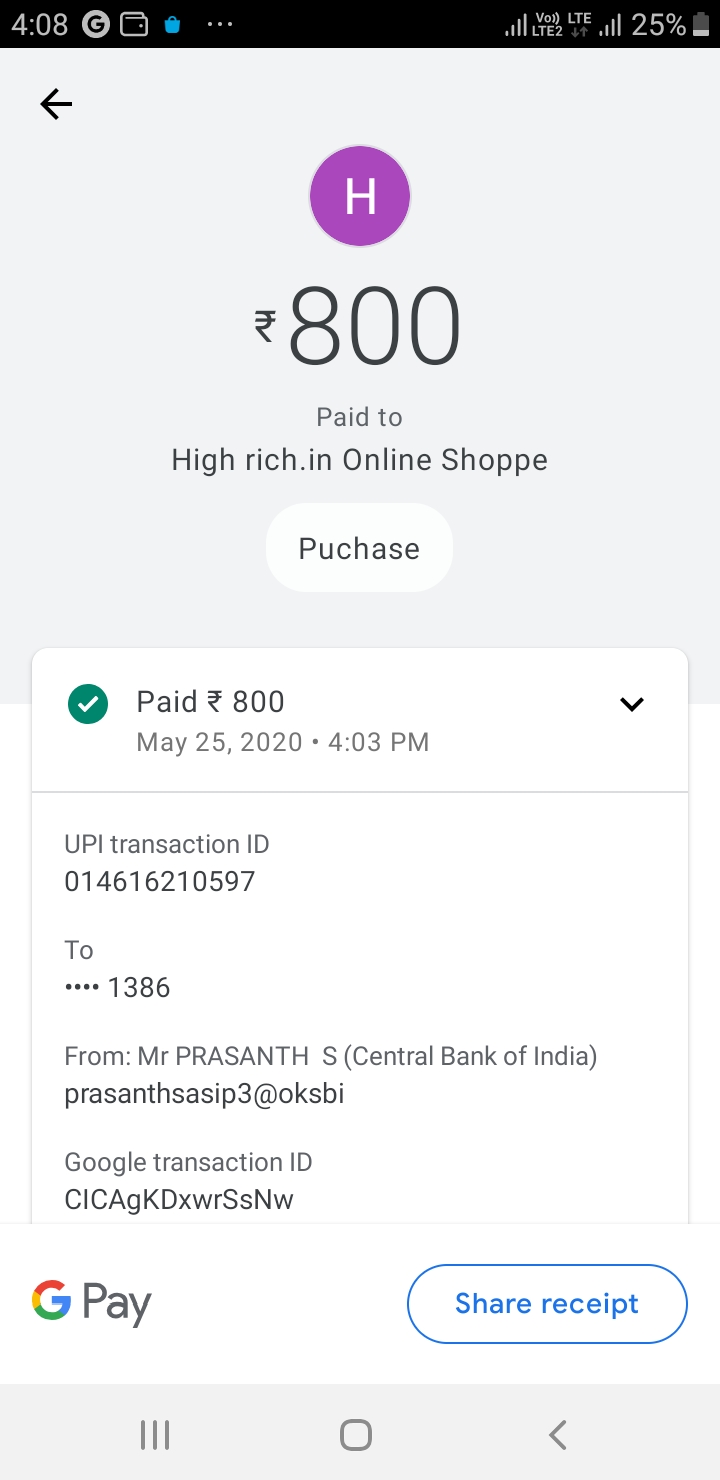 4:08 G ... Vo)) LTE2 LTE 25%
H
₹800
Paid to
High rich.in Online Shoppe
Puchase
Paid ₹ 800
May 25, 2020 • 4:03 PM
UPI transaction ID
014616210597
To
•••• 1386
From: Mr PRASANTH  S (Central Bank of India)
prasanthsasip3@oksbi
Google transaction ID
CICAgKDxwrSsNw
G Pay
Share receipt